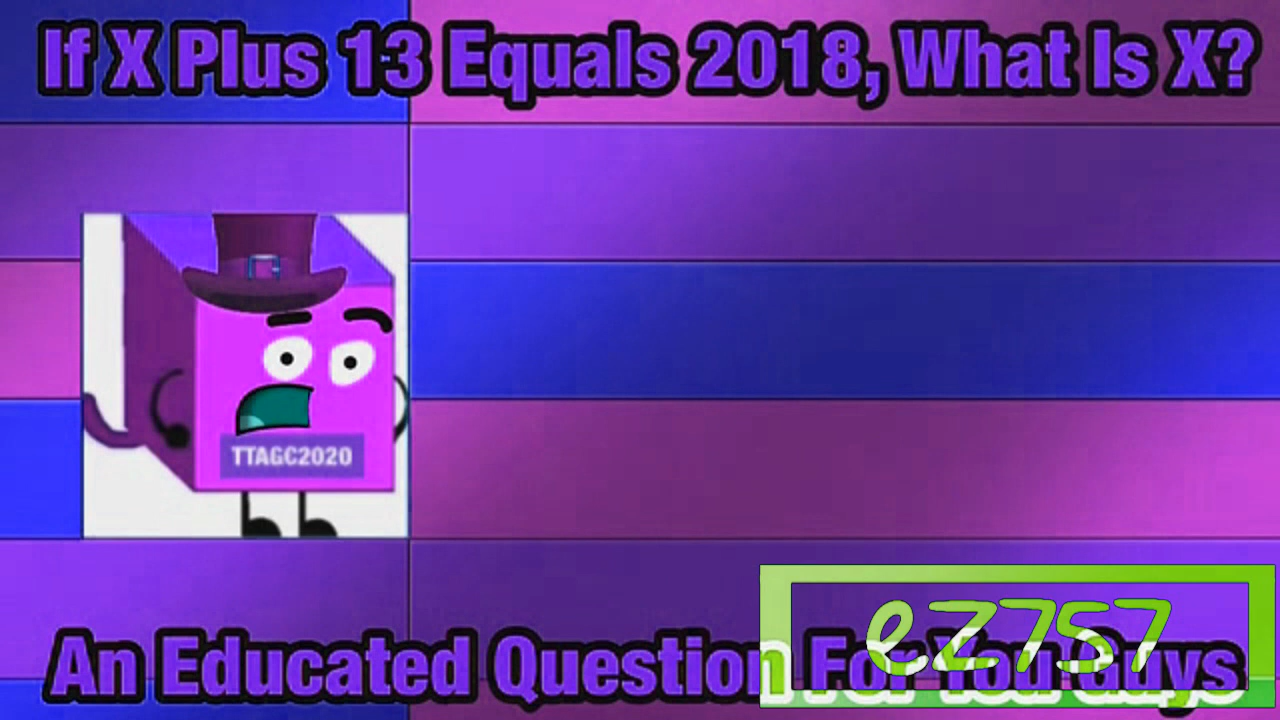 If X Plus 13 Equals 2018, What Is X?
TTAGC2020
An Educated Question For You Guys
ez757